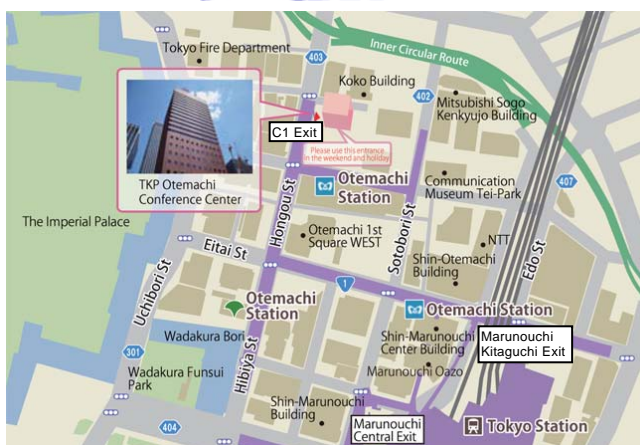 Tokyo Fire Department
403
Inner Circular Route
Koko Building
402
Mitsubishi Sogo
Kenkyujo Building
C1 Exit
Please use this entrance
in the weekend and holiday
TKP Otemachi
Conference Center
Otemachi
Station
Communication
Museum Tei-Park
407
The Imperial Palace
Hongou St
Otemachi 1st
Square WEST
Sotobori St
NTT
Edo St
Eitai St
Shin-Otemachi
Building
1
Uchibori St
Otemachi
Station
Otemachi Station
Wadakura Bori
Shin-Marunouchi
Center Building
Marunouchi
Kitaguchi Exit
301
Hibiya St
Marunouchi Oazo
Wadakura Funsui
Park
Shin-Marunouchi
Building
404
Marunouchi
Central Exit
Tokyo Station